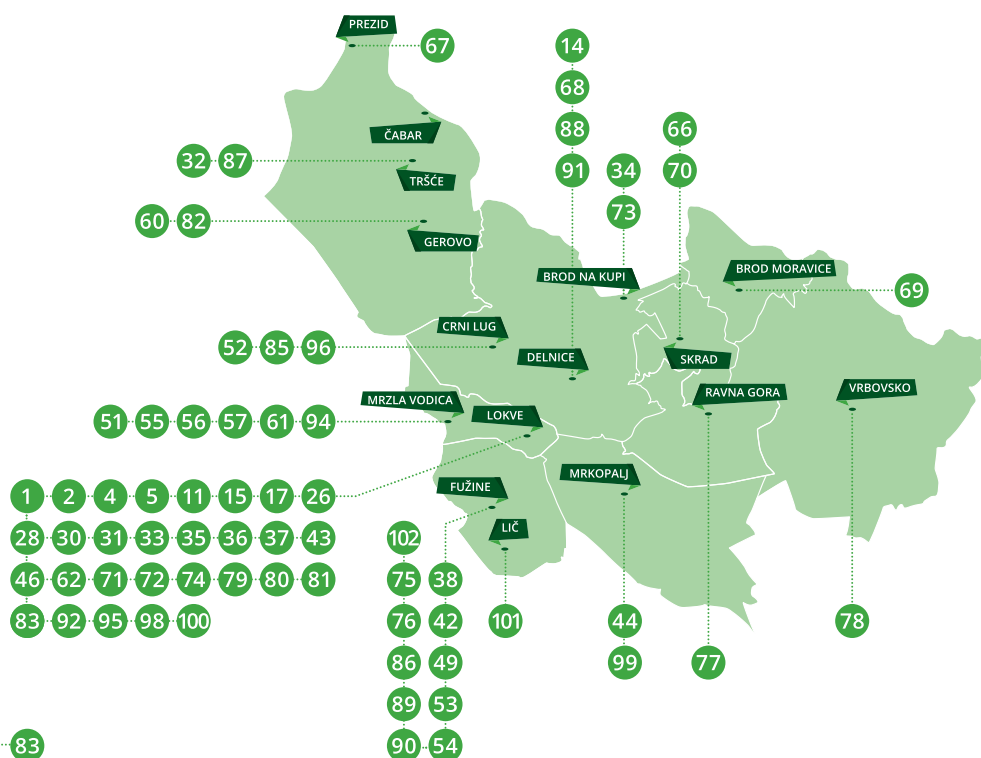 PREZID
67
14
68
ČABAR
88
66
32 87
TRŠĆE
91
34
70
60 82
73
GEROVO
BROD NA KUPI
BROD MORAVICE
69
CRNI LUG
52 85 96
DELNICE
SKRAD
RAVNA GORA
VRBOVSKO
MRZLA VODICA
LOKVE
51 55 56 57 61 94
MRKOPALJ
FUŽINE
1 2 4 5 11 15 17 26
LIČ
28 30 31 33 35 36 37 43
102
46 62 71 72 74 79 80 81
75 38
83 92 95 98 100
76 42
101
44
78
86 49
99
77
89 53
83
90 54